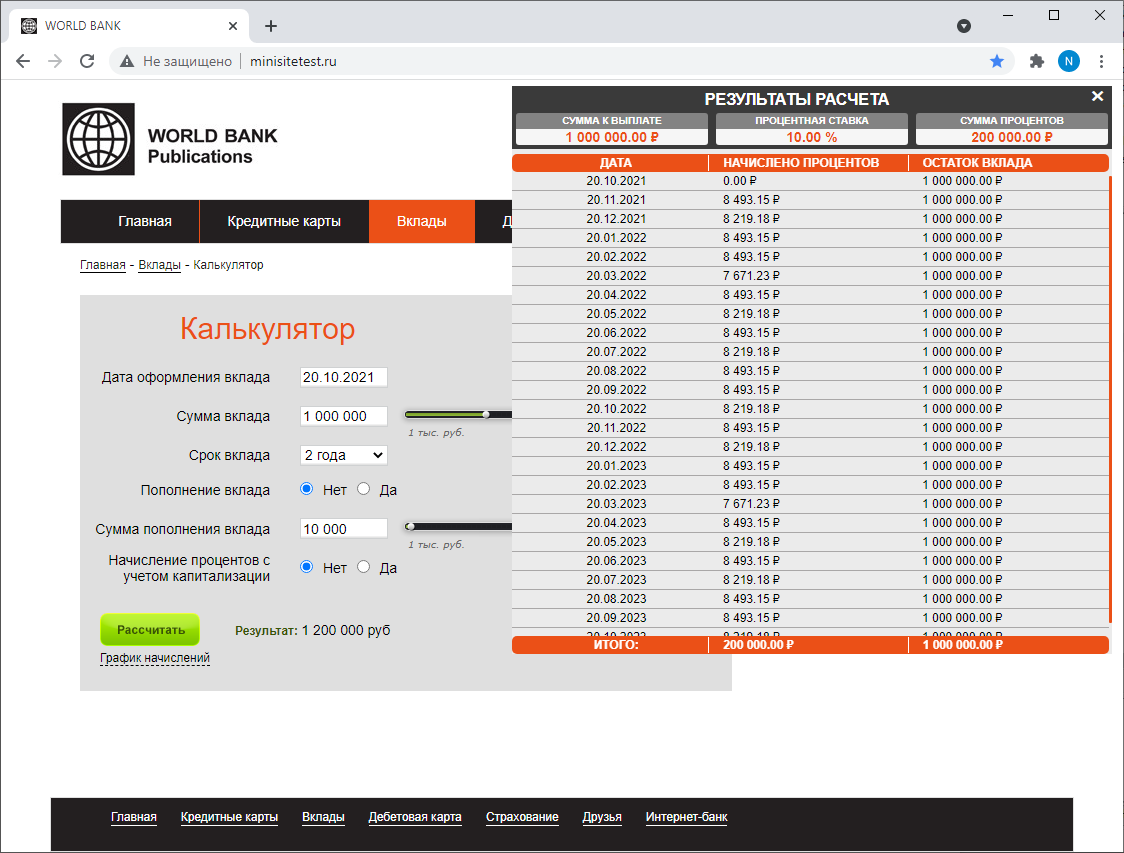 WORLD BANK
Не защищено
minisitetest.ru
N
WORLD BANK
Publications
Главная
Кредитные карты
Вклады
Д
Главная - Вклады - Калькулятор
Калькулятор
Дата оформления вклада
20.10.2021
Сумма вклада
1 000 000
1 тыс. руб.
Срок вклада
2 года
Пополнение вклада
Нет
Да
Сумма пополнения вклада
10 000
1 тыс. руб.
Начисление процентов с
учетом капитализации
Нет
Да
Рассчитать
Результат: 1 200 000 руб
График начислений
РЕЗУЛЬТАТЫ РАСЧЕТА
СУММА К ВЫПЛАТЕ
1 000 000.00 ₽
ПРОЦЕНТНАЯ СТАВКА
10.00 %
СУММА ПРОЦЕНТОВ
200 000.00 ₽
ДАТА НАЧИСЛЕНО ПРОЦЕНТОВ ОСТАТОК ВКЛАДА
20.10.2021 0.00 ₽ 1 000 000.00 ₽
20.11.2021 8 493.15 ₽ 1 000 000.00 ₽
20.12.2021 8 219.18 ₽ 1 000 000.00 ₽
20.01.2022 8 493.15 ₽ 1 000 000.00 ₽
20.02.2022 8 493.15 ₽ 1 000 000.00 ₽
20.03.2022 7 671.23 ₽ 1 000 000.00 ₽
20.04.2022 8 493.15 ₽ 1 000 000.00 ₽
20.05.2022 8 219.18 ₽ 1 000 000.00 ₽
20.06.2022 8 493.15 ₽ 1 000 000.00 ₽
20.07.2022 8 219.18 ₽ 1 000 000.00 ₽
20.08.2022 8 493.15 ₽ 1 000 000.00 ₽
20.09.2022 8 493.15 ₽ 1 000 000.00 ₽
20.10.2022 8 219.18 ₽ 1 000 000.00 ₽
20.11.2022 8 493.15 ₽ 1 000 000.00 ₽
20.12.2022 8 219.18 ₽ 1 000 000.00 ₽
20.01.2023 8 493.15 ₽ 1 000 000.00 ₽
20.02.2023 8 493.15 ₽ 1 000 000.00 ₽
20.03.2023 7 671.23 ₽ 1 000 000.00 ₽
20.04.2023 8 493.15 ₽ 1 000 000.00 ₽
20.05.2023 8 219.18 ₽ 1 000 000.00 ₽
20.06.2023 8 493.15 ₽ 1 000 000.00 ₽
20.07.2023 8 219.18 ₽ 1 000 000.00 ₽
20.08.2023 8 493.15 ₽ 1 000 000.00 ₽
20.09.2023 8 493.15 ₽ 1 000 000.00 ₽
20.10.2023 8 219.18 ₽ 1 000 000.00 ₽
ИТОГО: 200 000.00 ₽ 1 000 000.00 ₽
Главная Кредитные карты Вклады Дебетовая карта Страхование Друзья Интернет-банк